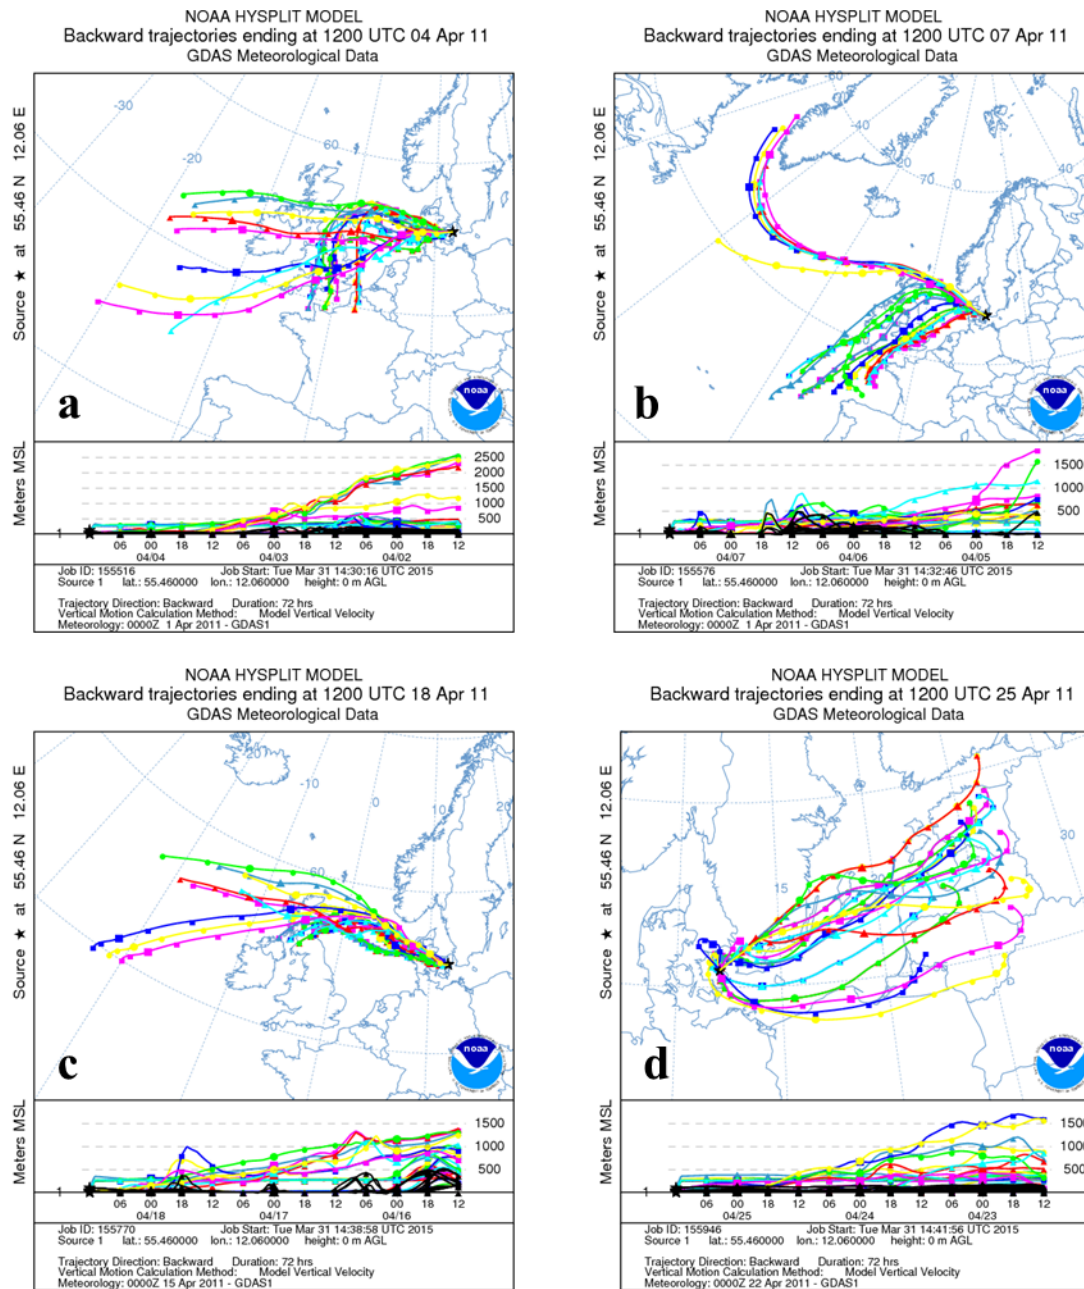 NOAA HYSPLIT MODEL
Backward trajectories ending at 1200 UTC 04 Apr 11
GDAS Meteorological Data
Source ★ at 55.46 N 12.06 E
-30
-20
60
a
noaa
Meters MSL
2500
2000
1500
1000
500
1
06 00 18 12 06 00 18 12 06 00 18 12
04/04 04/03 04/02
Job ID: 155516 Job Start: Tue Mar 31 14:30:16 UTC 2015
Source 1 lat.: 55.460000 lon.: 12.060000 height: 0 m AGL
Trajectory Direction: Backward Duration: 72 hrs
Vertical Motion Calculation Method: Model Vertical Velocity
Meteorology: 0000Z 1 Apr 2011 - GDAS1
NOAA HYSPLIT MODEL
Backward trajectories ending at 1200 UTC 07 Apr 11
GDAS Meteorological Data
Source ★ at 55.46 N 12.06 E
-40
70
0
b
noaa
Meters MSL
1500
1000
500
1
06 00 18 12 06 00 18 12 06 00 18 12
04/07 04/06 04/05
Job ID: 155576 Job Start: Tue Mar 31 14:32:46 UTC 2015
Source 1 lat.: 55.460000 lon.: 12.060000 height: 0 m AGL
Trajectory Direction: Backward Duration: 72 hrs
Vertical Motion Calculation Method: Model Vertical Velocity
Meteorology: 0000Z 1 Apr 2011 - GDAS1
NOAA HYSPLIT MODEL
Backward trajectories ending at 1200 UTC 18 Apr 11
GDAS Meteorological Data
Source ★ at 55.46 N 12.06 E
-10
0
10
20
60
50
c
noaa
Meters MSL
1500
1000
500
1
06 00 18 12 06 00 18 12 06 00 18 12
04/18 04/17 04/16
Job ID: 155770 Job Start: Tue Mar 31 14:38:58 UTC 2015
Source 1 lat.: 55.460000 lon.: 12.060000 height: 0 m AGL
Trajectory Direction: Backward Duration: 72 hrs
Vertical Motion Calculation Method: Model Vertical Velocity
Meteorology: 0000Z 15 Apr 2011 - GDAS1
NOAA HYSPLIT MODEL
Backward trajectories ending at 1200 UTC 25 Apr 11
GDAS Meteorological Data
Source ★ at 55.46 N 12.06 E
60
30
15
d
noaa
Meters MSL
1500
1000
500
1
06 00 18 12 06 00 18 12 06 00 18 12
04/25 04/24 04/23
Job ID: 155946 Job Start: Tue Mar 31 14:41:56 UTC 2015
Source 1 lat.: 55.460000 lon.: 12.060000 height: 0 m AGL
Trajectory Direction: Backward Duration: 72 hrs
Vertical Motion Calculation Method: Model Vertical Velocity
Meteorology: 0000Z 22 Apr 2011 - GDAS1